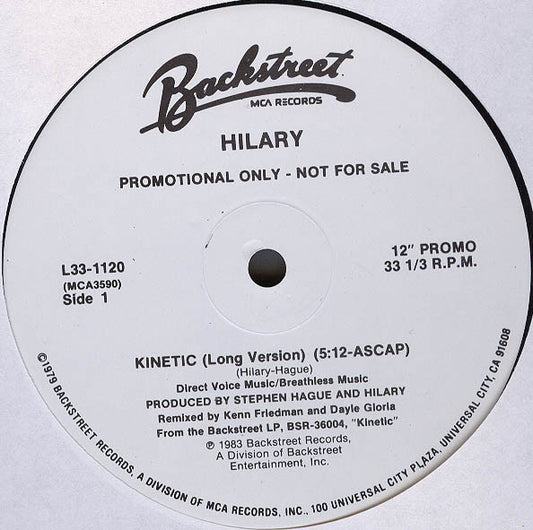 Backstreet
MCA RECORDS
HILARY
PROMOTIONAL ONLY - NOT FOR SALE
L33-1120
(MCA3590)
Side 1
12" PROMO
33 1/3 R.P.M.
KINETIC (Long Version) (5:12-ASCAP)
(Hilary-Hague)
Direct Voice Music/Breathless Music
PRODUCED BY STEPHEN HAGUE AND HILARY
Remixed by Kenn Friedman and Dayle Gloria
From the Backstreet LP, BSR-36004, "Kinetic"
℗ 1983 Backstreet Records,
A Division of Backstreet
Entertainment, Inc.
©1979 BACKSTREET RECORDS, A DIVISION OF MCA RECORDS, INC., 100 UNIVERSAL CITY PLAZA, UNIVERSAL CITY, CA 91608